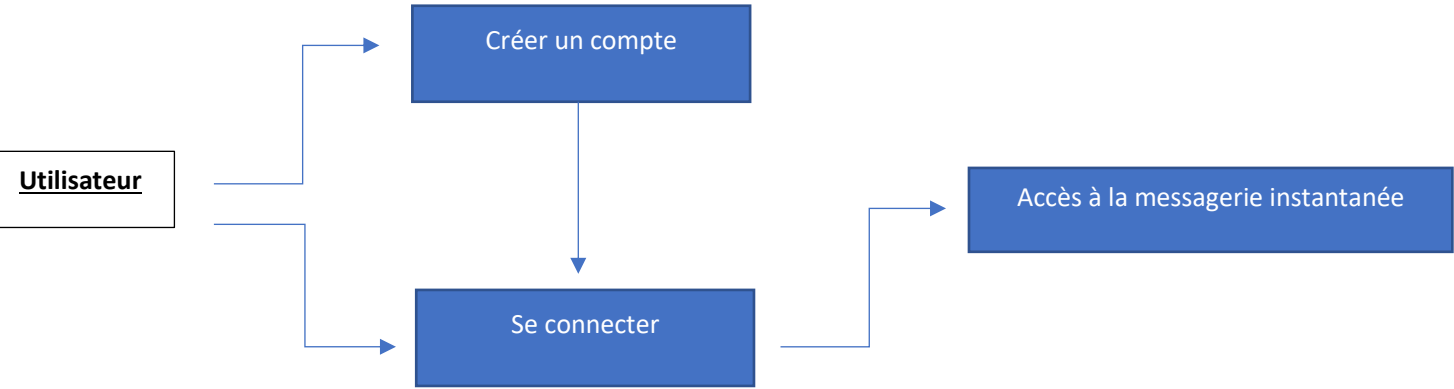 Créer un compte
Utilisateur
Accès à la messagerie instantanée
Se connecter